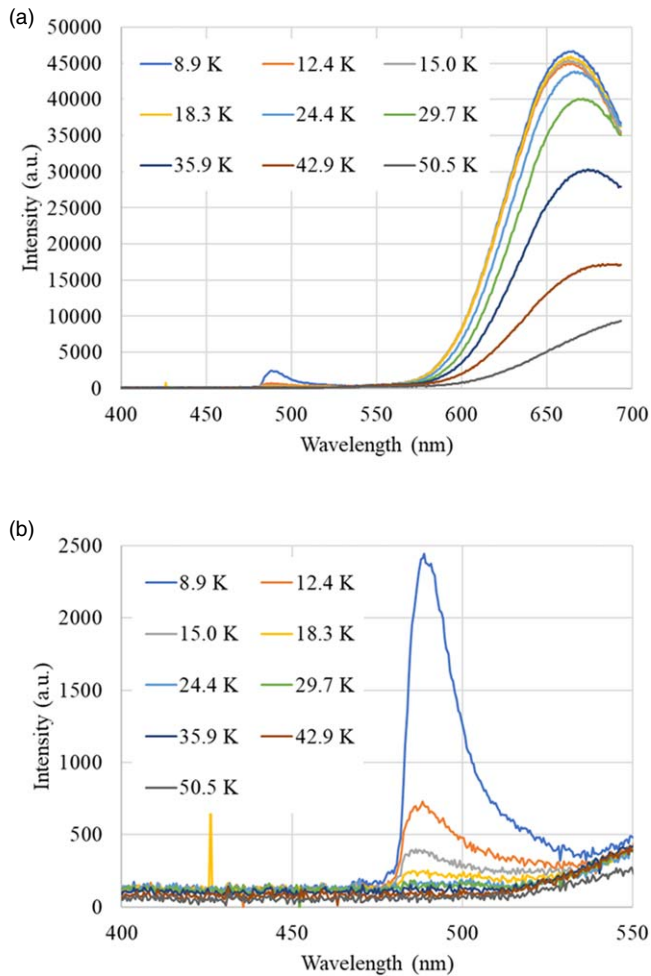 (a)
50000
45000
40000
35000
30000
25000
20000
15000
10000
5000
0
Intensity (a.u.)
8.9 K 12.4 K 15.0 K
18.3 K 24.4 K 29.7 K
35.9 K 42.9 K 50.5 K
400 450 500 550 600 650 700
Wavelength (nm)
(b)
2500
2000
1500
1000
500
0
Intensity (a.u.)
8.9 K 12.4 K
15.0 K 18.3 K
24.4 K 29.7 K
35.9 K 42.9 K
50.5 K
400 450 500 550
Wavelength (nm)